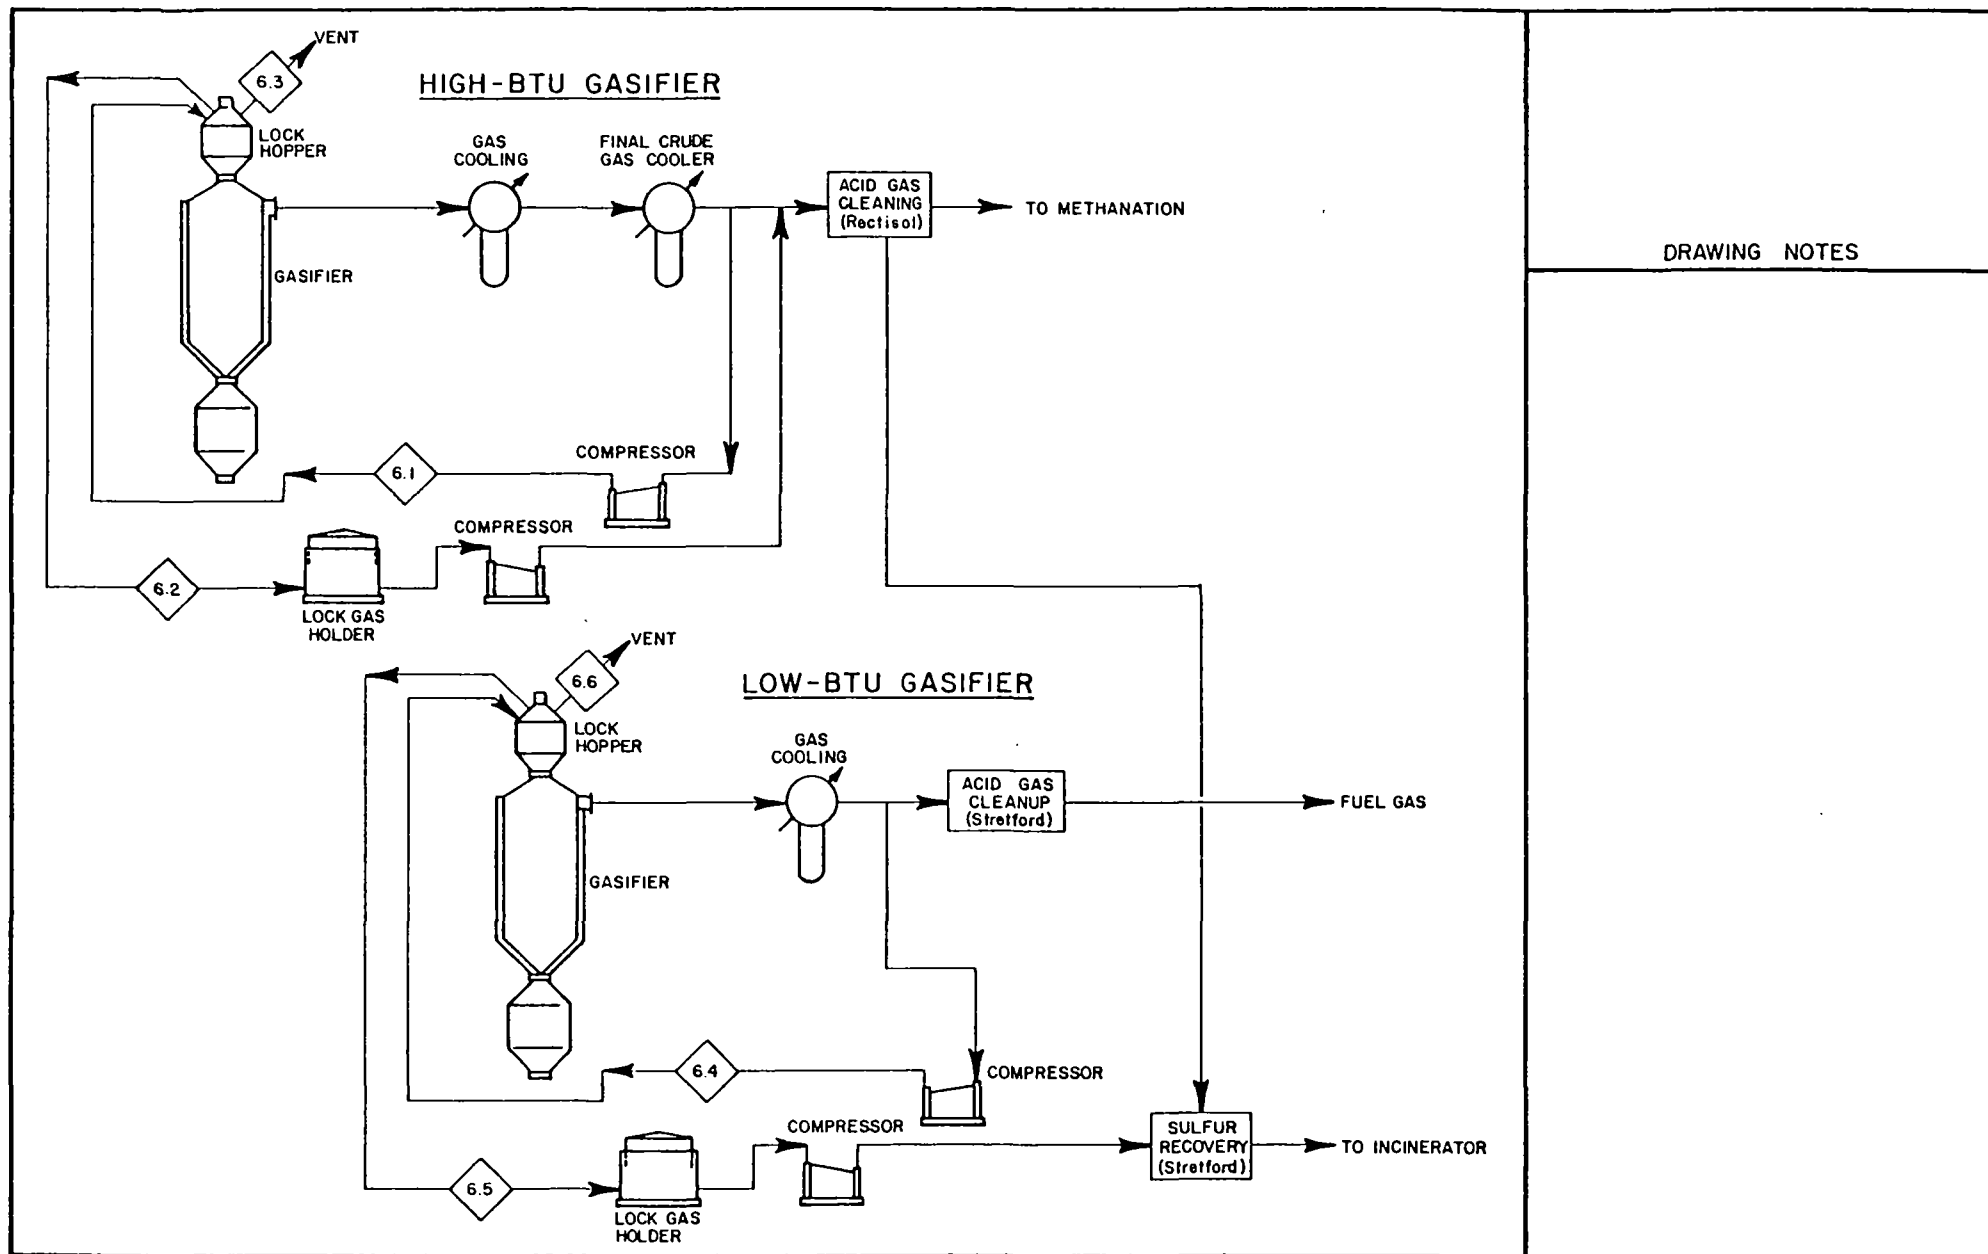 VENT
6.3
HIGH-BTU GASIFIER
LOCK
HOPPER
GAS
COOLING
FINAL CRUDE
GAS COOLER
ACID GAS
CLEANING
(Rectisol)
TO METHANATION
DRAWING NOTES
GASIFIER
COMPRESSOR
6.1
COMPRESSOR
6.2
LOCK GAS
HOLDER
VENT
6.6
LOW-BTU GASIFIER
LOCK
HOPPER
GAS
COOLING
ACID GAS
CLEANUP
(Stretford)
FUEL GAS
GASIFIER
6.4
COMPRESSOR
COMPRESSOR
SULFUR
RECOVERY
(Stretford)
TO INCINERATOR
6.5
LOCK GAS
HOLDER